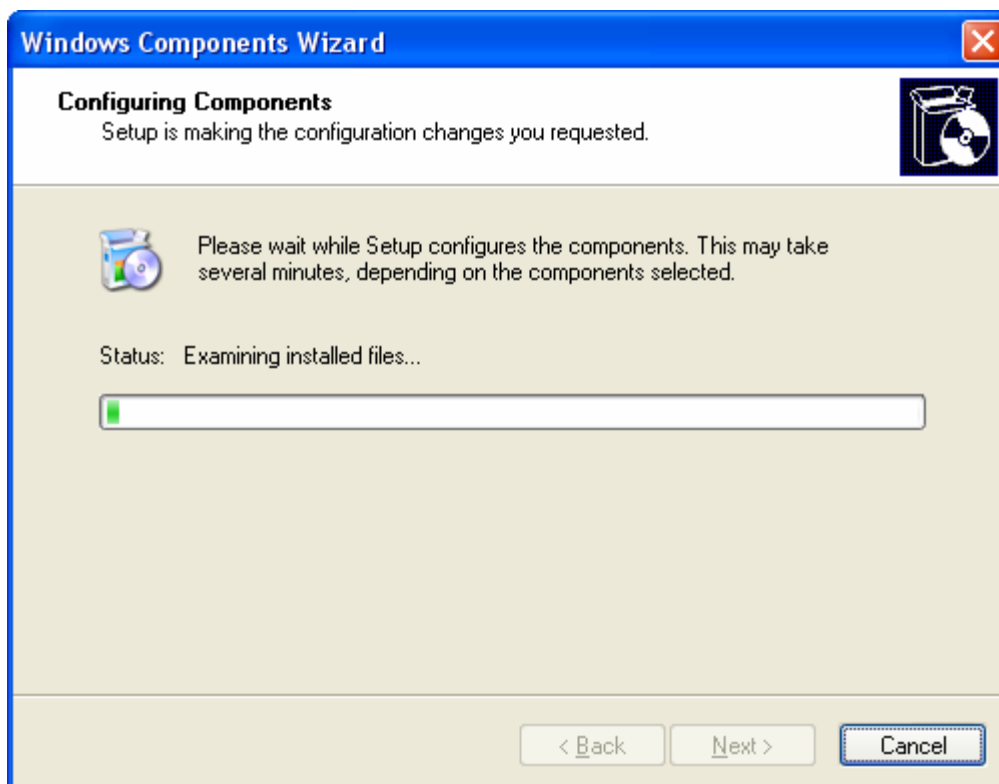 Windows Components Wizard
Configuring Components
Setup is making the configuration changes you requested.
Please wait while Setup configures the components. This may take
several minutes, depending on the components selected.
Status: Examining installed files...
< Back
Next >
Cancel